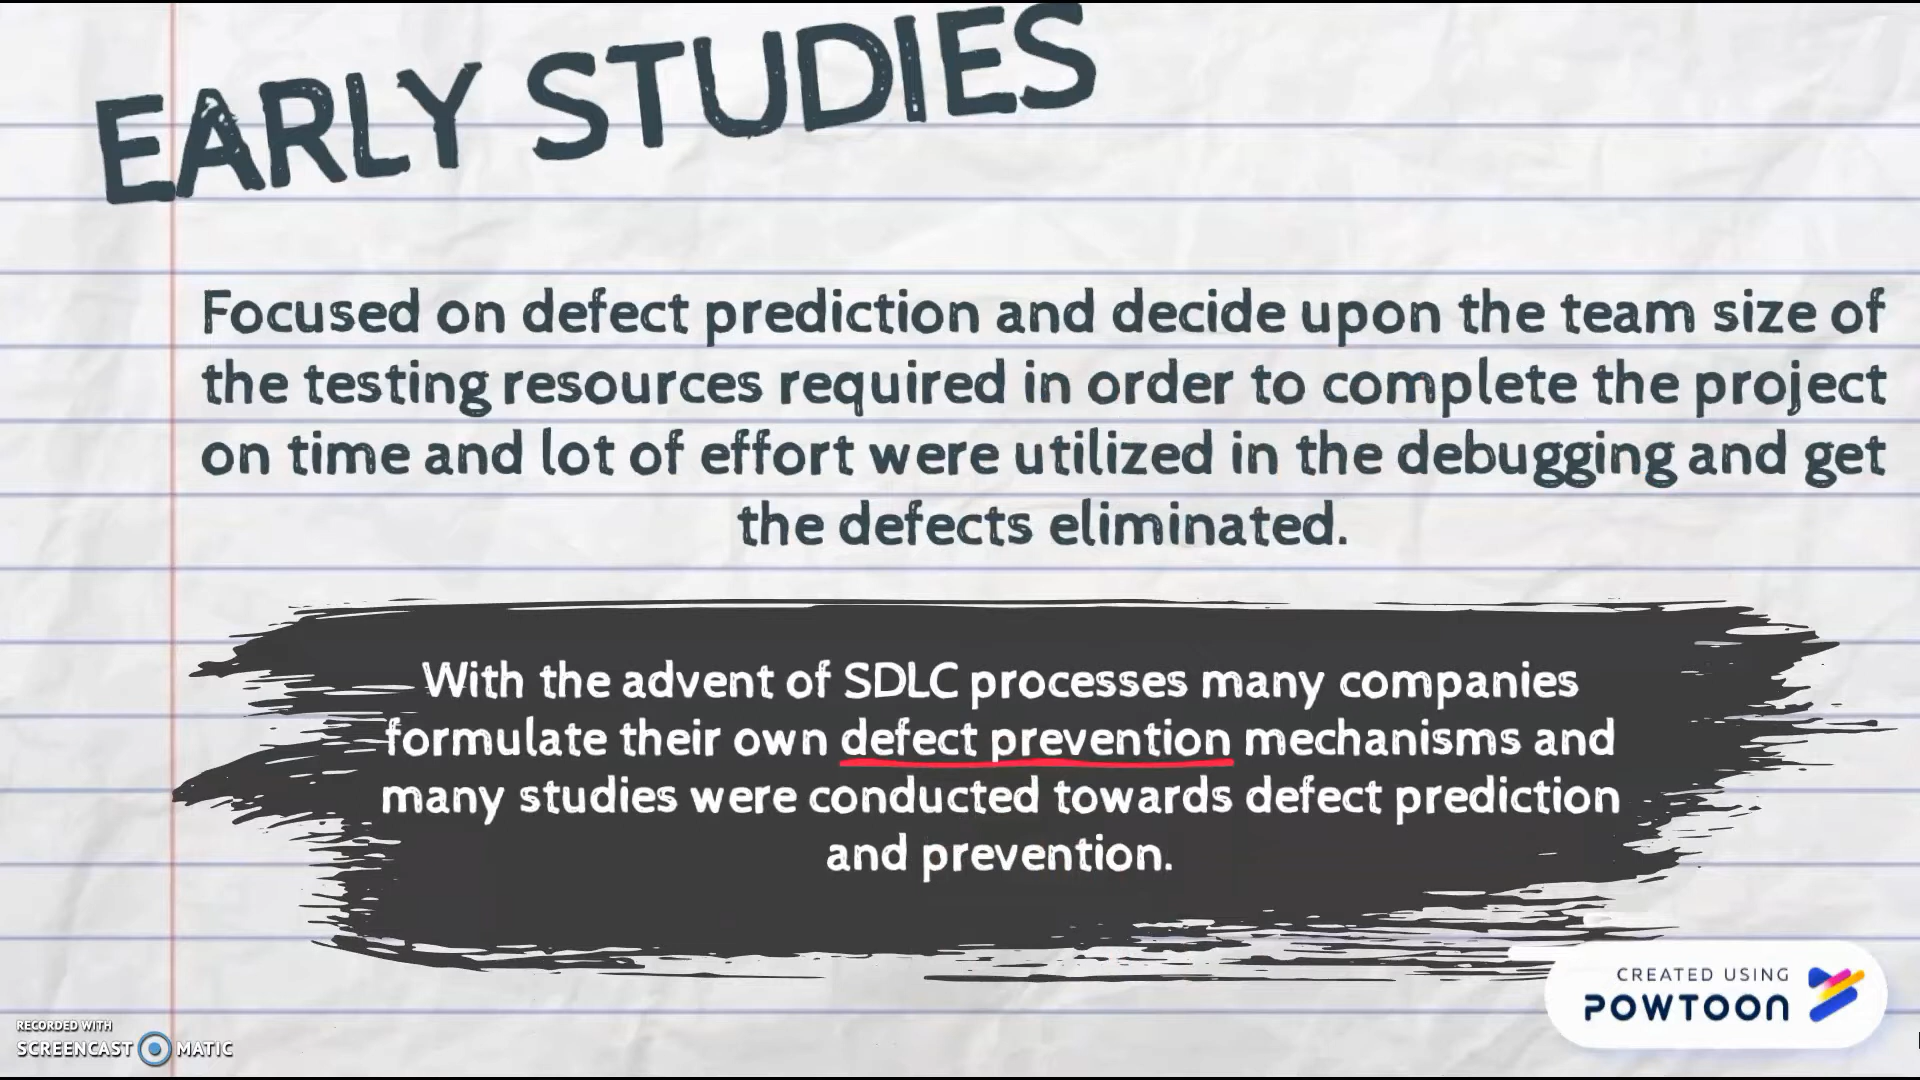 EARLY STUDIES
Focused on defect prediction and decide upon the team size of
the testing resources required in order to complete the project
on time and lot of effort were utilized in the debugging and get
the defects eliminated.
With the advent of SDLC processes many companies
formulate their own defect prevention mechanisms and
many studies were conducted towards defect prediction
and prevention.
CREATED USING
POWTOON
RECORDED WITH
SCREENCAST MATIC